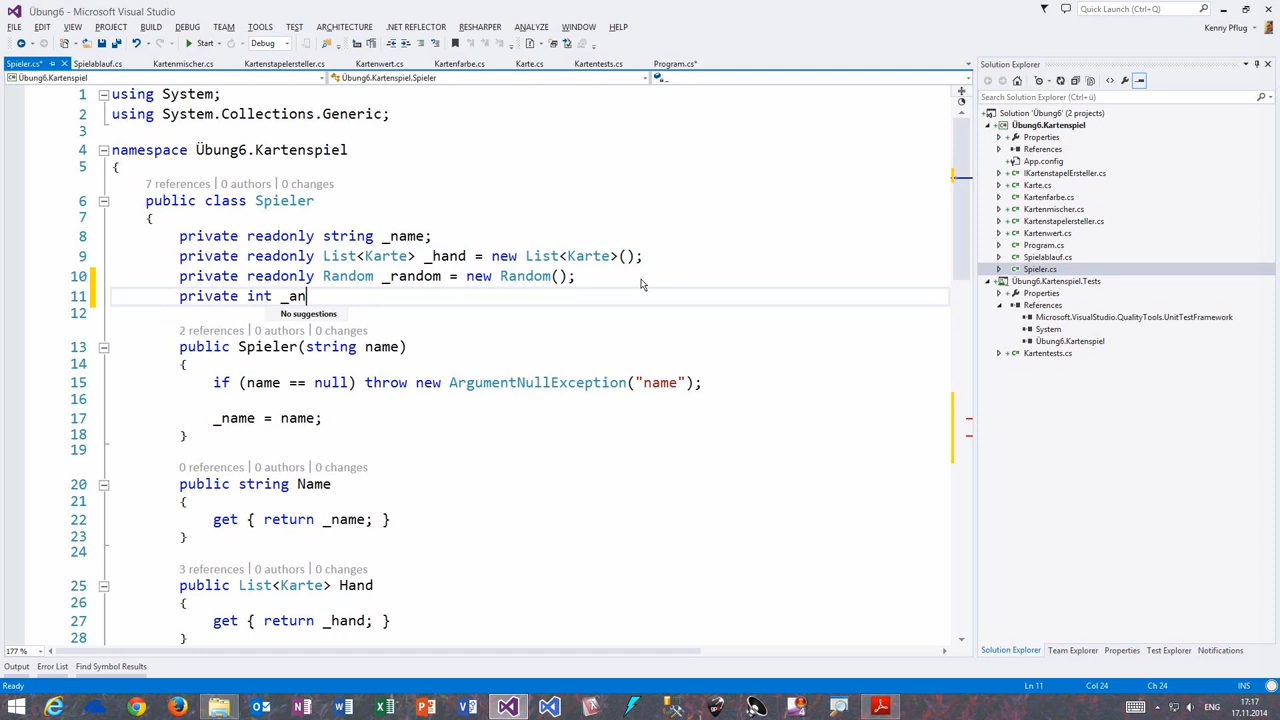 Übung6 - Microsoft Visual Studio
Quick Launch (Ctrl+Q)
FILE EDIT VIEW PROJECT BUILD DEBUG TEAM TOOLS TEST ARCHITECTURE .NET REFLECTOR RESHARPER ANALYZE WINDOW HELP
Kenny Pflug
Start Debug
Spieler.cs* Spielablauf.cs Kartenmischer.cs Kartenstapelersteller.cs Kartenwert.cs Kartenfarbe.cs Karte.cs Kartentests.cs Program.cs*
Übung6.Kartenspiel Übung6.Kartenspiel.Spieler
1 using System;
2 using System.Collections.Generic;
3
4 namespace Übung6.Kartenspiel
5 {
7 references | 0 authors | 0 changes
6 public class Spieler
7 {
8 private readonly string _name;
9 private readonly List<Karte> _hand = new List<Karte>();
10 private readonly Random _random = new Random();
11 private int _an
No suggestions
12
2 references | 0 authors | 0 changes
13 public Spieler(string name)
14 {
15 if (name == null) throw new ArgumentNullException("name");
16
17 _name = name;
18 }
19
0 references | 0 authors | 0 changes
20 public string Name
21 {
22 get { return _name; }
23 }
24
3 references | 0 authors | 0 changes
25 public List<Karte> Hand
26 {
27 get { return _hand; }
28 }
177 %
Solution Explorer
Search Solution Explorer (Ctrl+ü)
Solution 'Übung6' (2 projects)
Übung6.Kartenspiel
Properties
References
App.config
IKartenstapelErsteller.cs
Karte.cs
Kartenfarbe.cs
Kartenmischer.cs
Kartenstapelersteller.cs
Kartenwert.cs
Program.cs
Spielablauf.cs
Spieler.cs
Übung6.Kartenspiel.Tests
Properties
References
Microsoft.VisualStudio.QualityTools.UnitTestFramework
System
Übung6.Kartenspiel
Kartentests.cs
Solution Explorer Team Explorer Properties Test Explorer Notifications
Output Error List Find Symbol Results
Ready Ln 11 Col 24 Ch 24 INS
ENG 17:17
17.11.2014